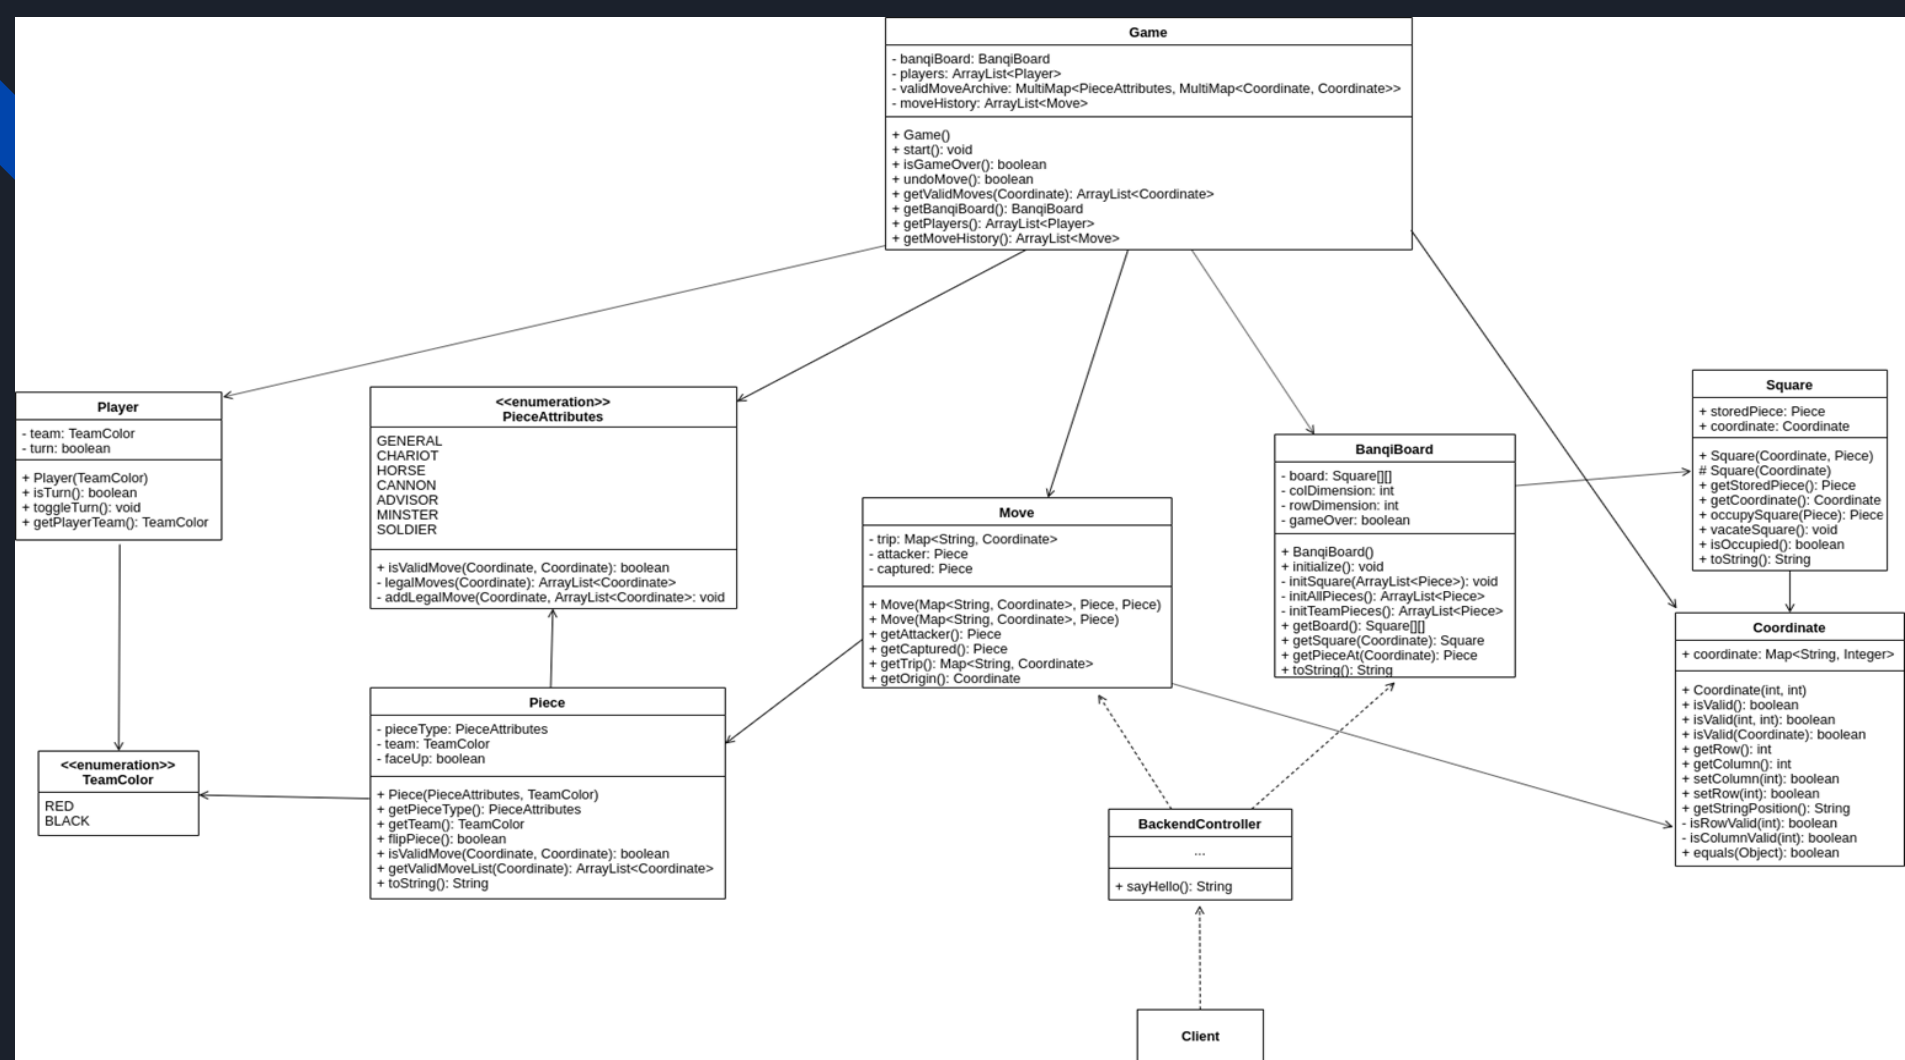 Game
- banqiBoard: BanqiBoard
- players: ArrayList<Player>
- validMoveArchive: MultiMap<PieceAttributes, MultiMap<Coordinate, Coordinate>>
- moveHistory: ArrayList<Move>
+ Game()
+ start(): void
+ isGameOver(): boolean
+ undoMove(): boolean
+ getValidMoves(Coordinate): ArrayList<Coordinate>
+ getBanqiBoard(): BanqiBoard
+ getPlayers(): ArrayList<Player>
+ getMoveHistory(): ArrayList<Move>
Player
- team: TeamColor
- turn: boolean
+ Player(TeamColor)
+ isTurn(): boolean
+ toggleTurn(): void
+ getPlayerTeam(): TeamColor
<<enumeration>>
PieceAttributes
GENERAL
CHARIOT
HORSE
CANNON
ADVISOR
MINSTER
SOLDIER
+ isValidMove(Coordinate, Coordinate): boolean
- legalMoves(Coordinate): ArrayList<Coordinate>
- addLegalMove(Coordinate, ArrayList<Coordinate>: void
Move
- trip: Map<String, Coordinate>
- attacker: Piece
- captured: Piece
+ Move(Map<String, Coordinate>, Piece, Piece)
+ Move(Map<String, Coordinate>, Piece)
+ getAttacker(): Piece
+ getCaptured(): Piece
+ getTrip(): Map<String, Coordinate>
+ getOrigin(): Coordinate
BanqiBoard
- board: Square[][]
- colDimension: int
- rowDimension: int
- gameOver: boolean
+ BanqiBoard()
+ initialize(): void
- initSquare(ArrayList<Piece>): void
- initAllPieces(): ArrayList<Piece>
- initTeamPieces(): ArrayList<Piece>
+ getBoard(): Square[][]
+ getSquare(Coordinate): Square
+ getPieceAt(Coordinate): Piece
+ toString(): String
Square
+ storedPiece: Piece
+ coordinate: Coordinate
+ Square(Coordinate, Piece)
# Square(Coordinate)
+ getStoredPiece(): Piece
+ getCoordinate(): Coordinate
+ occupySquare(Piece): Piece
+ vacateSquare(): void
+ isOccupied(): boolean
+ toString(): String
Coordinate
+ coordinate: Map<String, Integer>
+ Coordinate(int, int)
+ isValid(): boolean
+ isValid(int, int): boolean
+ isValid(Coordinate): boolean
+ getRow(): int
+ getColumn(): int
+ setColumn(int): boolean
+ setRow(int): boolean
+ getStringPosition(): String
- isRowValid(int): boolean
- isColumnValid(int): boolean
+ equals(Object): boolean
<<enumeration>>
TeamColor
RED
BLACK
Piece
- pieceType: PieceAttributes
- team: TeamColor
- faceUp: boolean
+ Piece(PieceAttributes, TeamColor)
+ getPieceType(): PieceAttributes
+ getTeam(): TeamColor
+ flipPiece(): boolean
+ isValidMove(Coordinate, Coordinate): boolean
+ getValidMoveList(Coordinate): ArrayList<Coordinate>
+ toString(): String
BackendController
...
+ sayHello(): String
Client